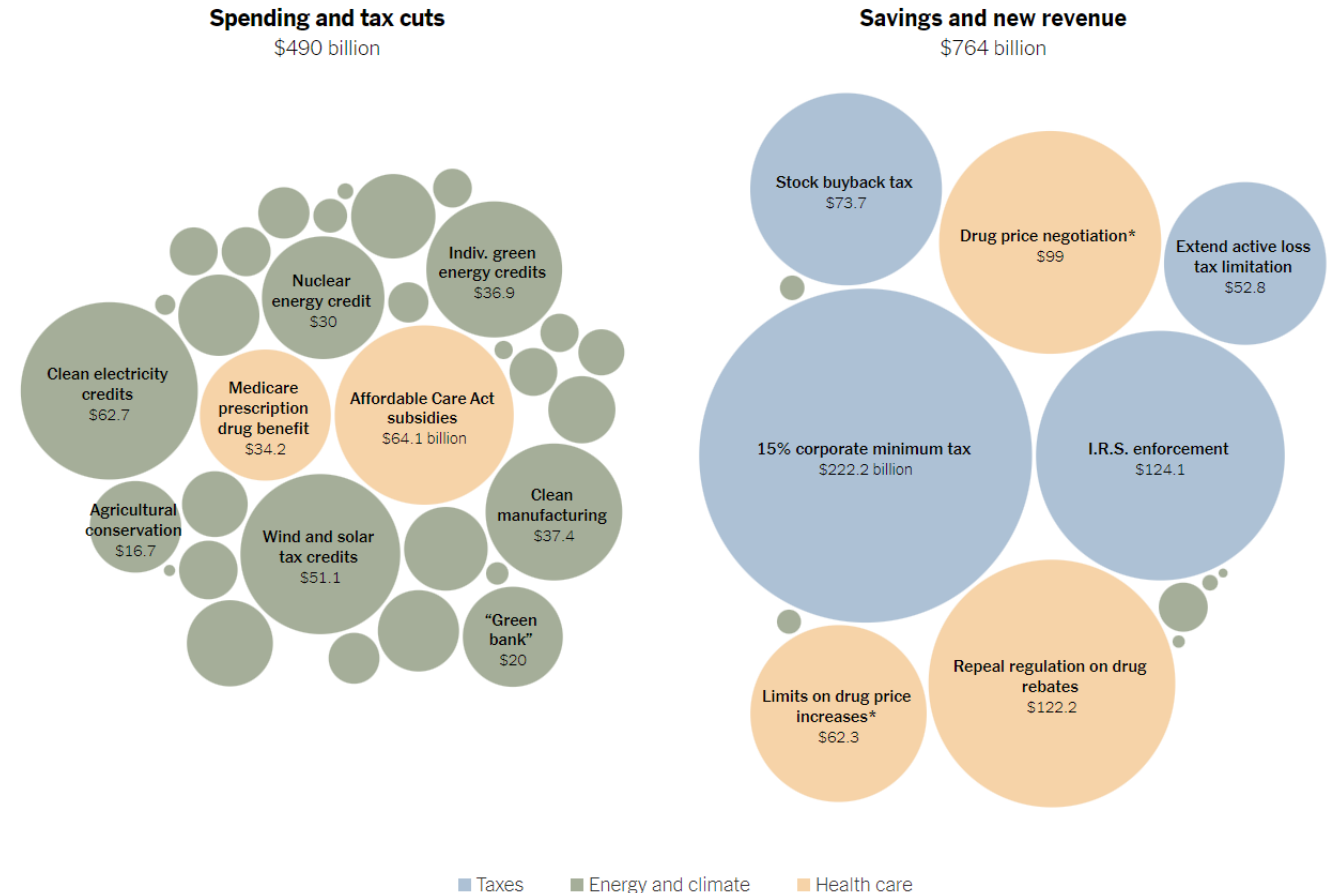 Spending and tax cuts
$490 billion
Savings and new revenue
$764 billion
Indiv. green
energy credits
$36.9
Nuclear
energy credit
$30
Clean electricity
credits
$62.7
Medicare
prescription
drug benefit
$34.2
Affordable Care Act
subsidies
$64.1 billion
Agricultural
conservation
$16.7
Wind and solar
tax credits
$51.1
Clean
manufacturing
$37.4
“Green
bank”
$20
Stock buyback tax
$73.7
Drug price negotiation*
$99
Extend active loss
tax limitation
$52.8
15% corporate minimum tax
$222.2 billion
I.R.S. enforcement
$124.1
Limits on drug price
increases*
$62.3
Repeal regulation on drug
rebates
$122.2
Taxes
Energy and climate
Health care